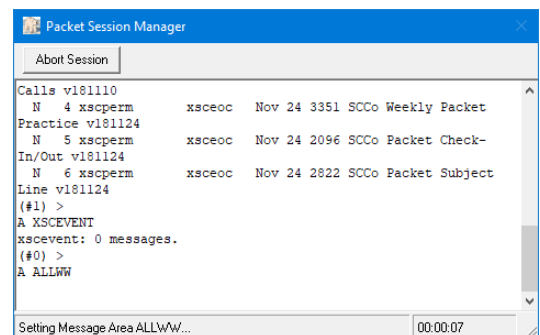 Packet Session Manager
Abort Session
Calls v181110
N 4 xscperm xsceoc Nov 24 3351 SCCo Weekly Packet
Practice v181124
N 5 xscperm xsceoc Nov 24 2096 SCCo Packet Check-
In/Out v181124
N 6 xscperm xsceoc Nov 24 2822 SCCo Packet Subject
Line v181124
(#1) >
A XSCEVENT
xscevent: 0 messages.
(#0) >
A ALLWW
Setting Message Area ALLWW... 00:00:07